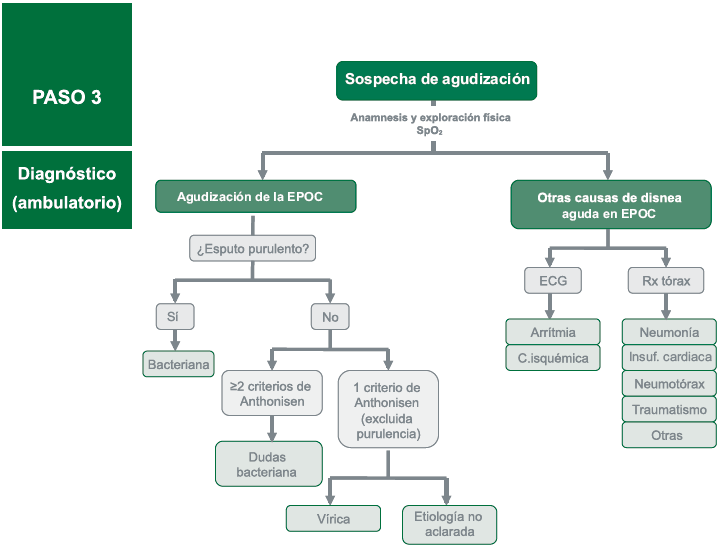 PASO 3
Diagnóstico
(ambulatorio)
Sospecha de agudización
Anamnesis y exploración física
SpO₂
Agudización de la EPOC
Otras causas de disnea
aguda en EPOC
¿Esputo purulento?
ECG
Rx tórax
Sí
No
Arritmia
C.isquémica
Neumonía
Insuf. cardiaca
Neumotórax
Traumatismo
Otras
Bacteriana
≥2 criterios de
Anthonisen
1 criterio de
Anthonisen
(excluida
purulencia)
Dudas
bacteriana
Vírica
Etiología no
aclarada